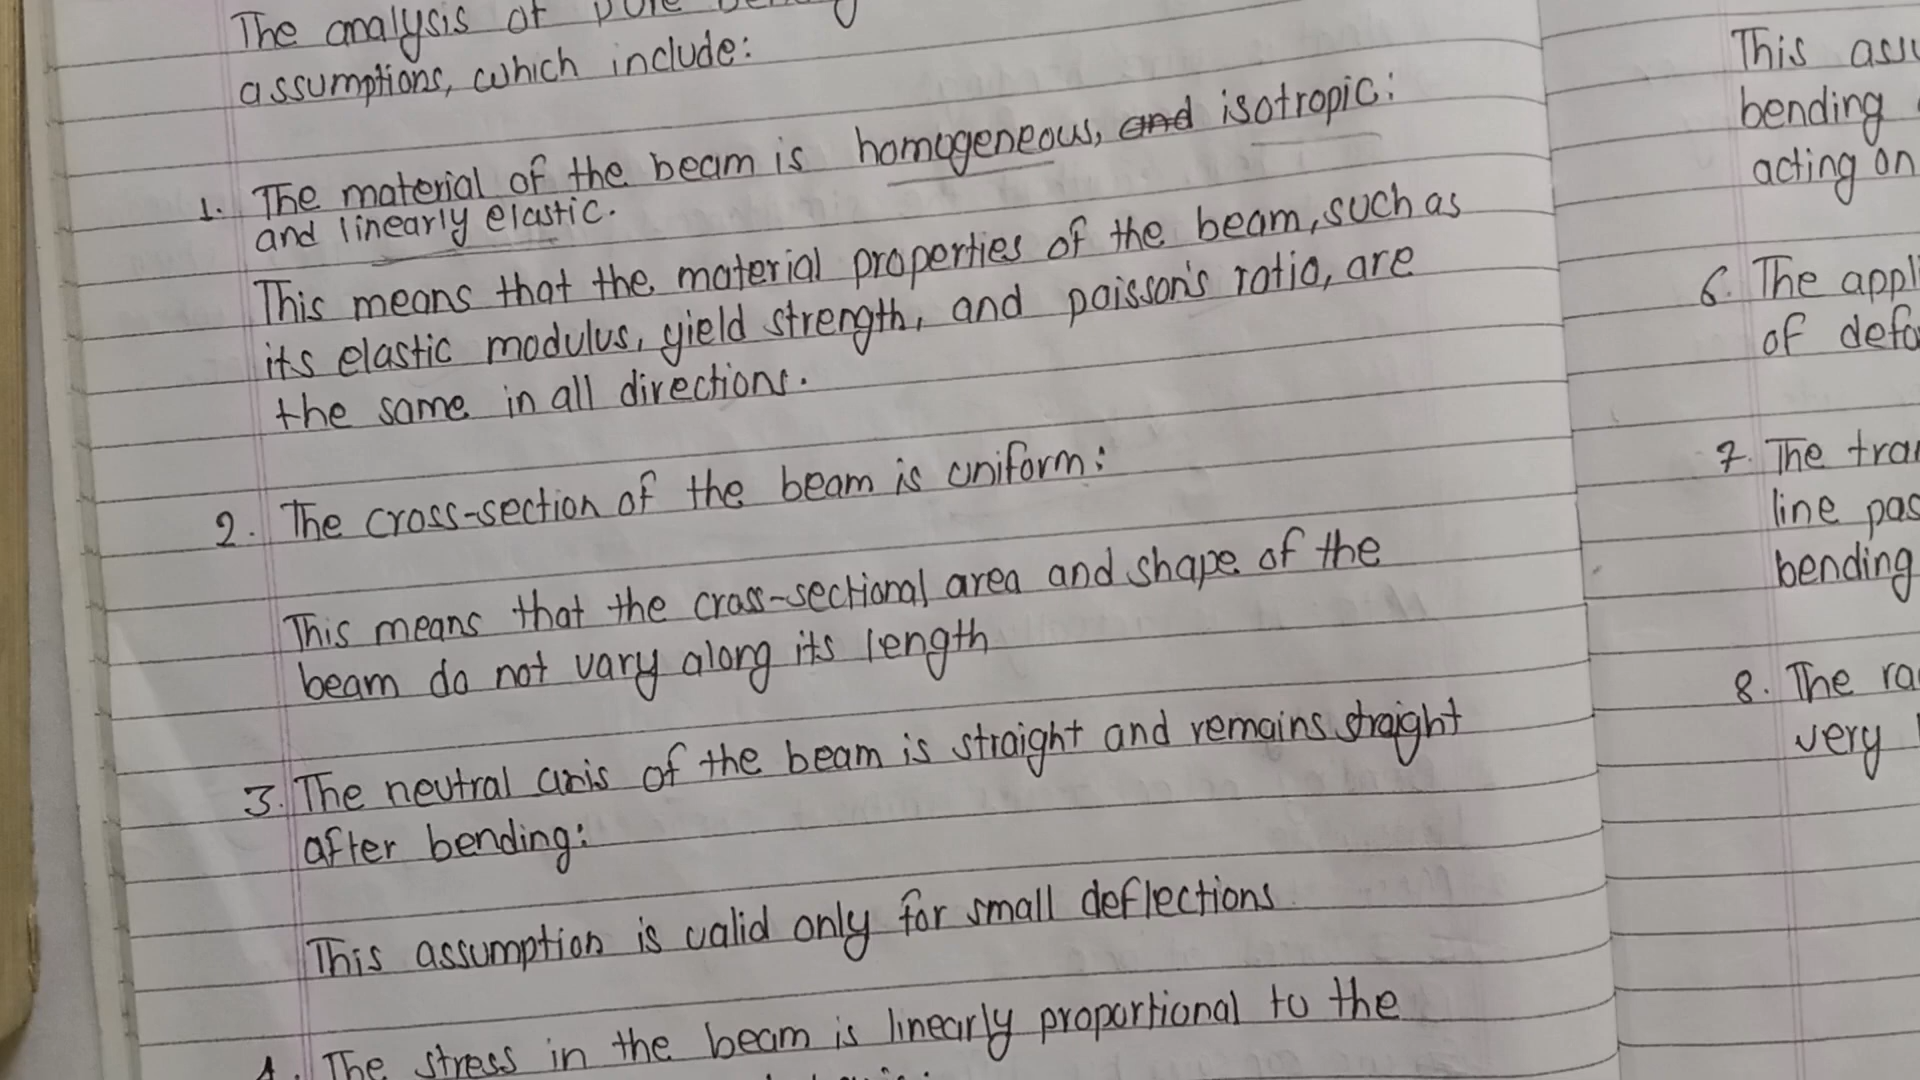 The analysis of pure
assumptions, which include:
1. The material of the beam is homogeneous, and isotropic:
and linearly elastic.
This means that the material properties of the beam, such as
its elastic modulus, yield strength, and poisson's ratio, are
the same in all directions.
2. The cross-section of the beam is uniform:
This means that the cross-sectional area and shape of the
beam do not vary along its length
3. The neutral axis of the beam is straight and remains straight
after bending:
This assumption is valid only for small deflections
4. The stress in the beam is linearly proportional to the
This
bending
acting on
6. The
of
7. The
line
bending
8. The
very